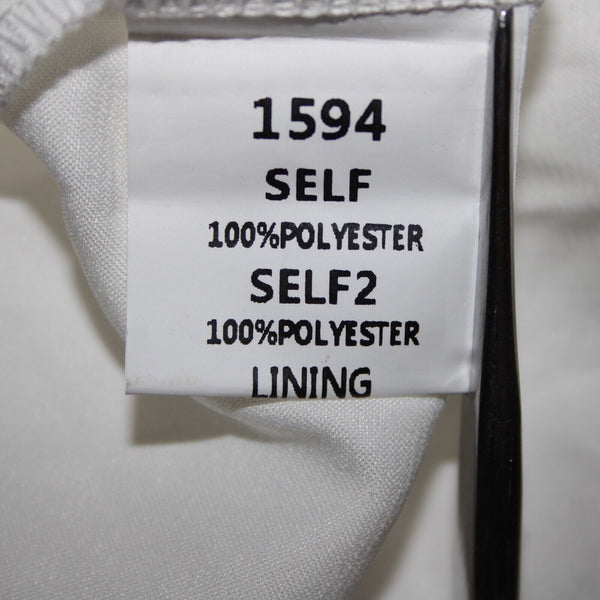 1594
SELF
100%POLYESTER
SELF2
100%POLYESTER
LINING